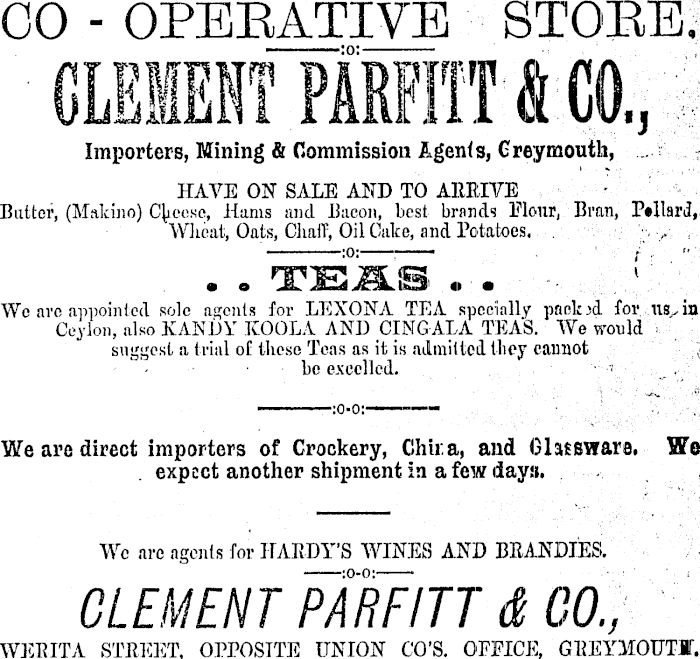 CO - OPERATIVE STORE.
:o:
CLEMENT PARFITT & CO.,
Importers, Mining & Commission Agents, Greymouth,
HAVE ON SALE AND TO ARRIVE
Butter, (Makino) Cheese, Hams and Bacon, best brands Flour, Bran, Pollard,
Wheat, Oats, Chaff, Oil Cake, and Potatoes.
:o:
. . TEAS . .
We are appointed sole agents for LEXONA TEA specially packed for us in
Ceylon, also KANDY KOOLA AND CINGALA TEAS. We would
suggest a trial of these Teas as it is admitted they cannot
be excelled.
:o-o:
We are direct importers of Crockery, China, and Glassware. We
expect another shipment in a few days.
We are agents for HARDY'S WINES AND BRANDIES.
:o-o:
CLEMENT PARFITT & CO.,
WERITA STREET, OPPOSITE UNION CO'S. OFFICE, GREYMOUTH.